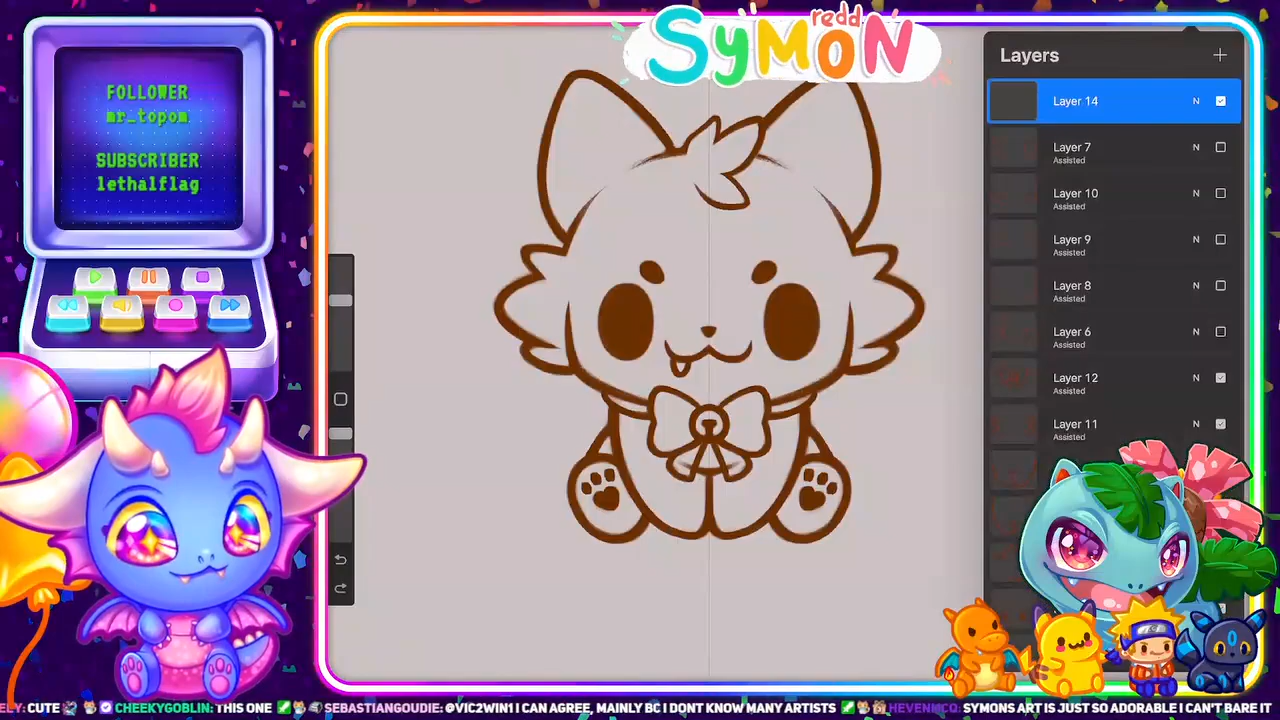 FOLLOWER
mr_topom
SUBSCRIBER
lethalflag
redd
SyMON
Layers
Layer 14
N
Layer 7
Assisted
N
Layer 10
Assisted
N
Layer 9
Assisted
N
Layer 8
Assisted
N
Layer 6
Assisted
N
Layer 12
Assisted
N
Layer 11
Assisted
N
ELY: CUTE CHEEKYGOBLIN: THIS ONE SEBASTIANGOUDIE: @VIC2WIN1 I CAN AGREE, MAINLY BC I DONT KNOW MANY ARTISTS HEVENMCQ: SYMONS ART IS JUST SO ADORABLE I CAN'T BARE IT